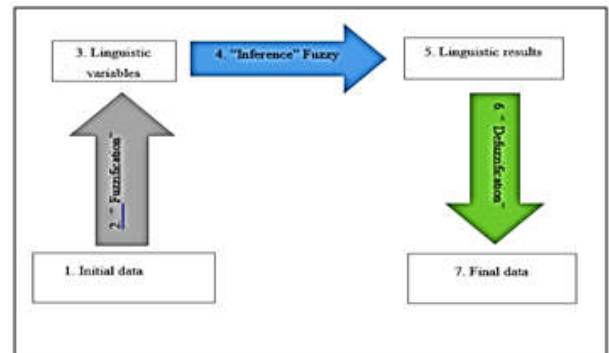 3. Linguistic
variables
4. "Inference" Fuzzy
5. Linguistic results
2. " Fuzzification"
6 " Defuzzification"
1. Initial data
7. Final data